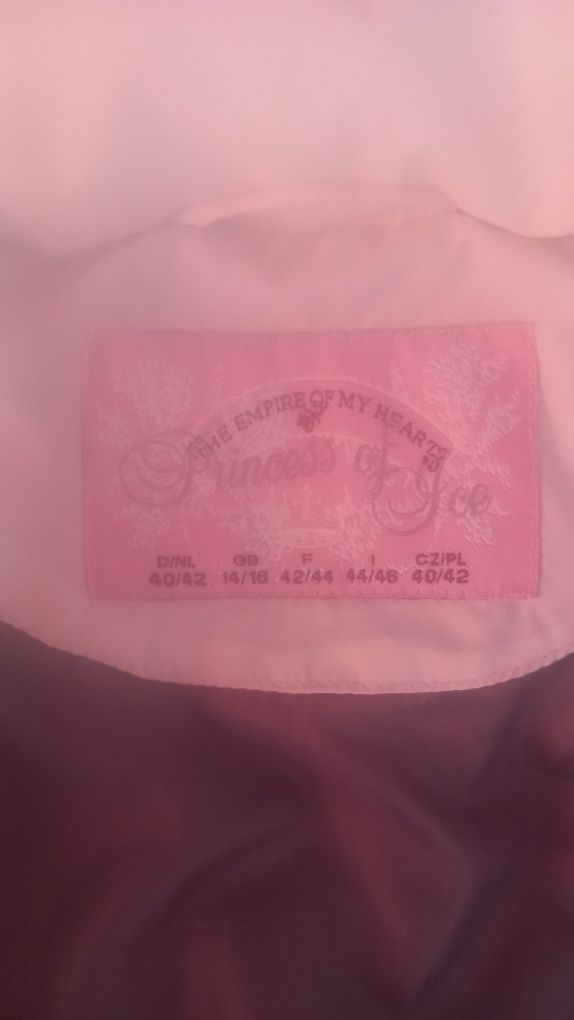 THE EMPIRE OF MY HEART
Princess of Ice
D/NL GB F I CZ/PL
40/42 14/16 42/44 44/46 40/42